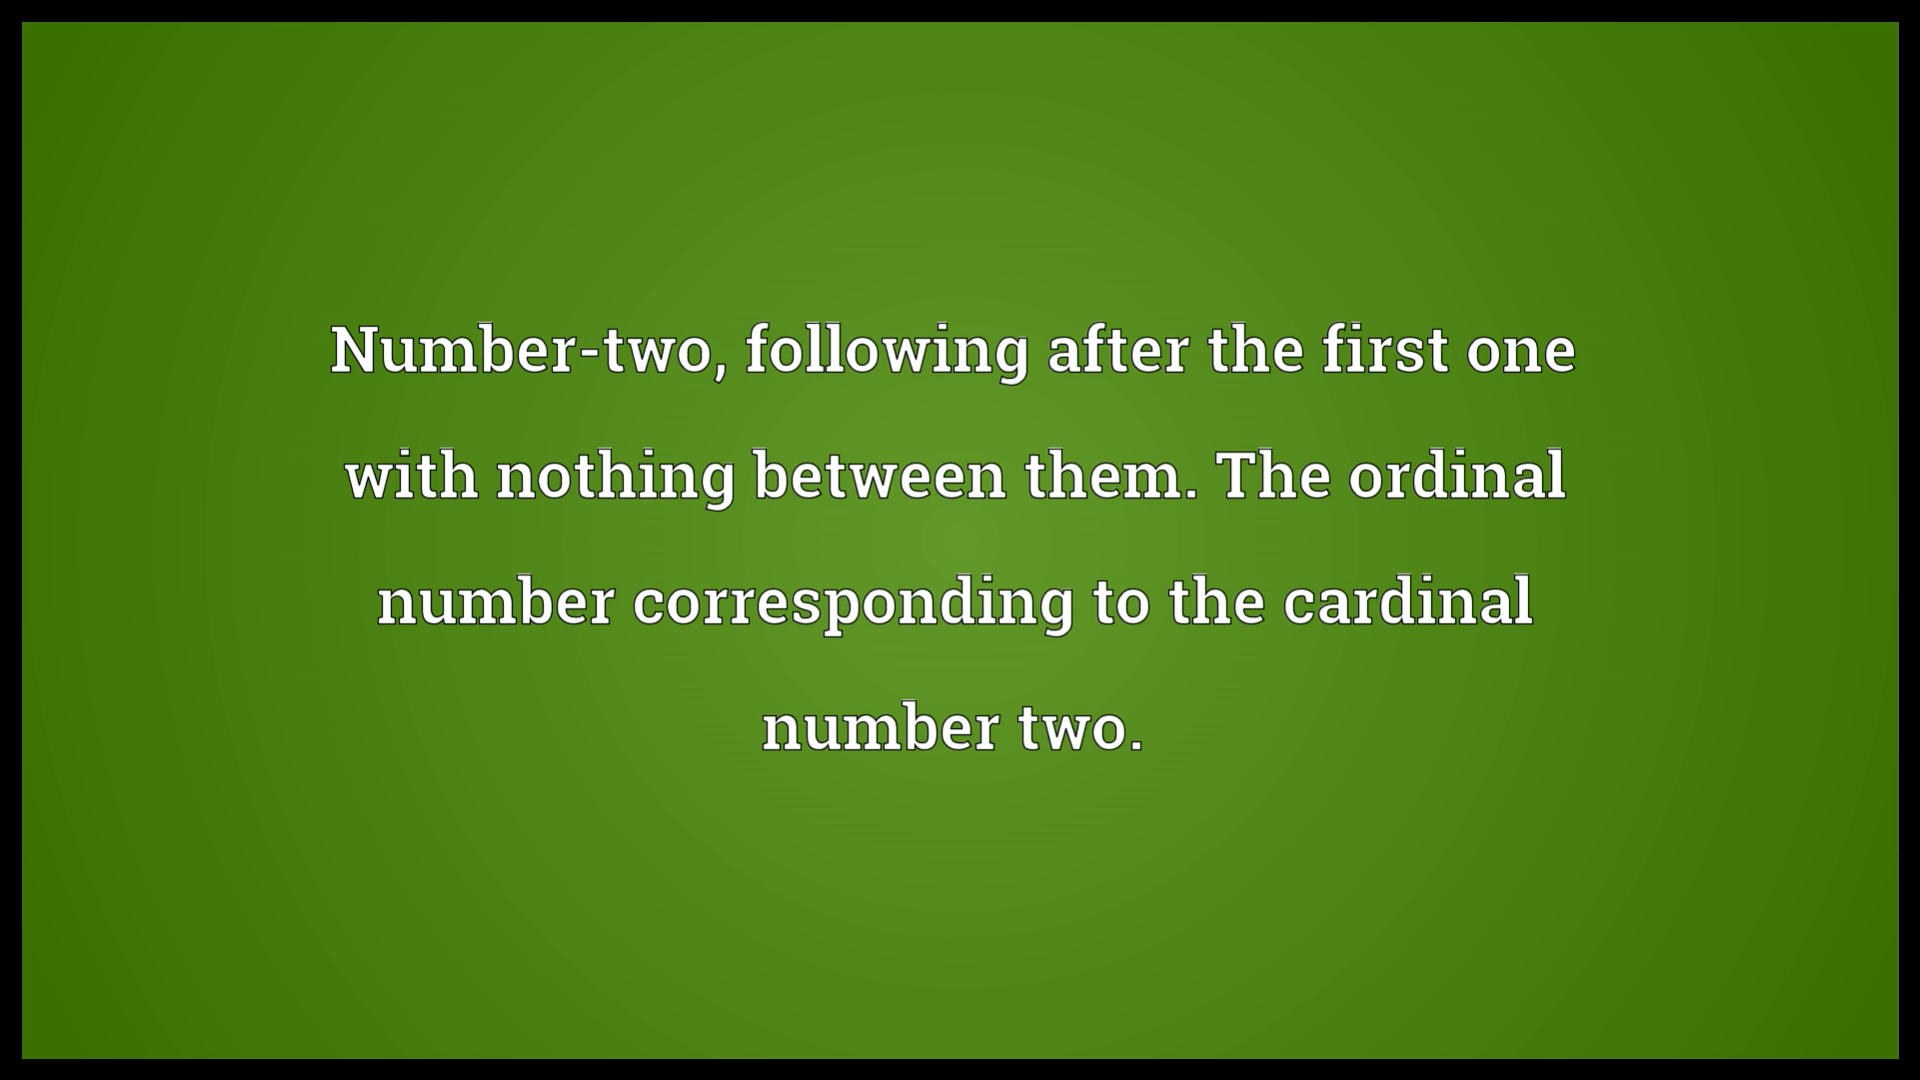 Number-two, following after the first one
with nothing between them. The ordinal
number corresponding to the cardinal
number two.